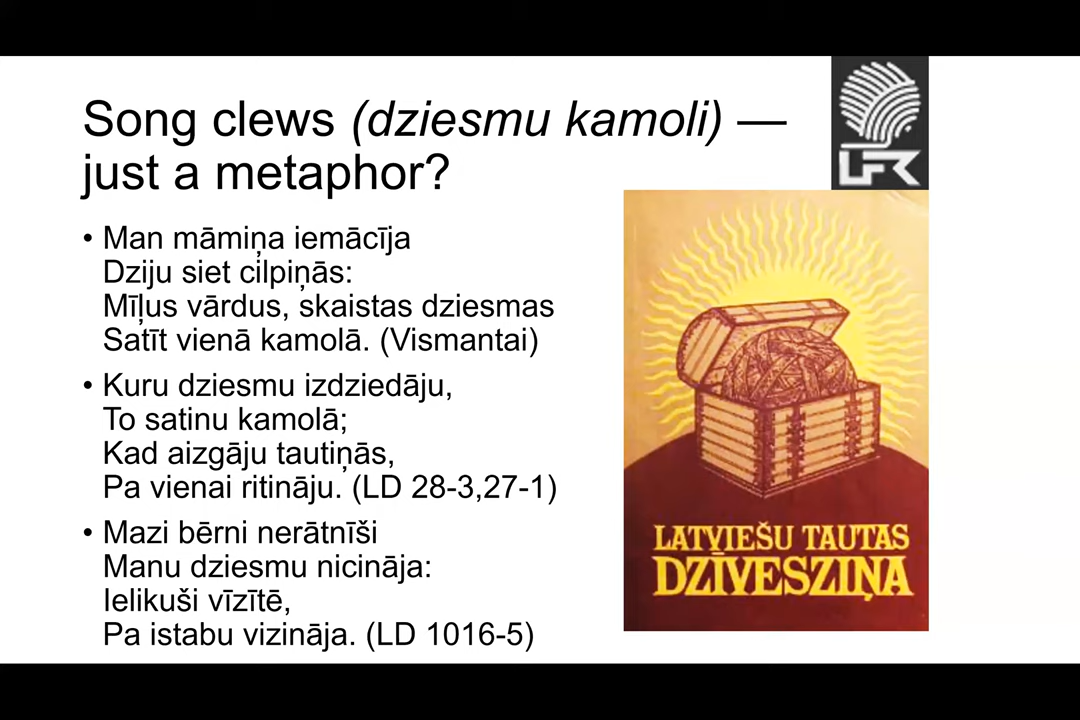 Song clews (dziesmu kamoli) —
just a metaphor?
LFK
• Man māmiņa iemācīja
Dziju siet cilpiņās:
Mīļus vārdus, skaistas dziesmas
Satīt vienā kamolā. (Vismantai)
• Kuru dziesmu izdziedāju,
To satinu kamolā;
Kad aizgāju tautiņās,
Pa vienai ritināju. (LD 28-3,27-1)
• Mazi bērni nerātnīši
Manu dziesmu nicināja:
Ielikuši vīzītē,
Pa istabu vizināja. (LD 1016-5)
LATVIEŠU TAUTAS
DZĪVESZIŅA